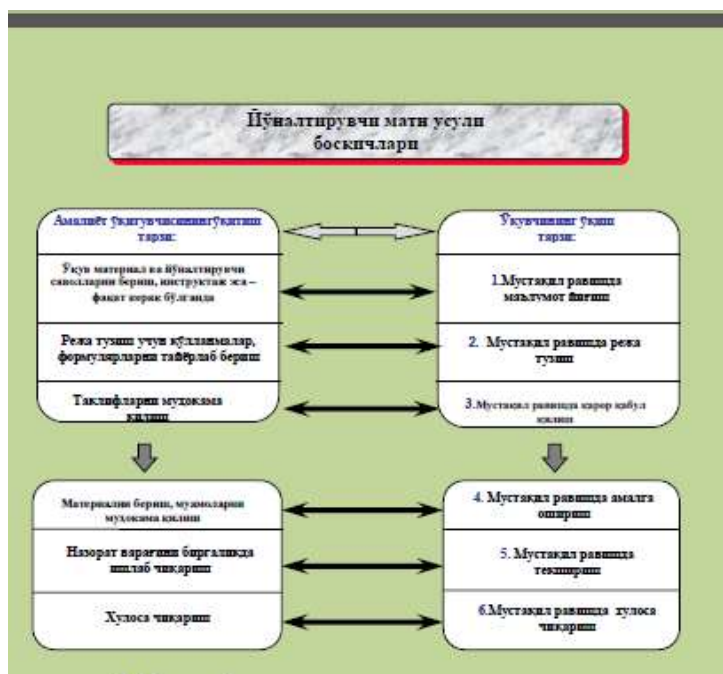 Йўналтирувчи матн усули
босқичлари
Амалиёт ўқитувчисининг ўқитиш
тарзи:
Ўқув материал ва йўналтирувчи
саволларни бериш, инструктаж эса –
фақат керак бўлганда
Режа тузиш учун қўлланмалар,
формулярларни тайёрлаб бериш
Таклифларни муҳокама
қилиш
Ўқувчининг ўқиш
тарзи:
1.Мустақил равишда
маълумот йиғиш
2. Мустақил равишда режа
тузиш
3.Мустақил равишда қарор қабул
қилиш
Материални бериш, муаммоларни
муҳокама қилиш
Назорат варағини биргаликда
ишлаб чиқариш
Хулоса чиқариш
4. Мустақил равишда амалга
ошириш
5. Мустақил равишда
текшириш
6.Мустақил равишда хулоса
чиқариш